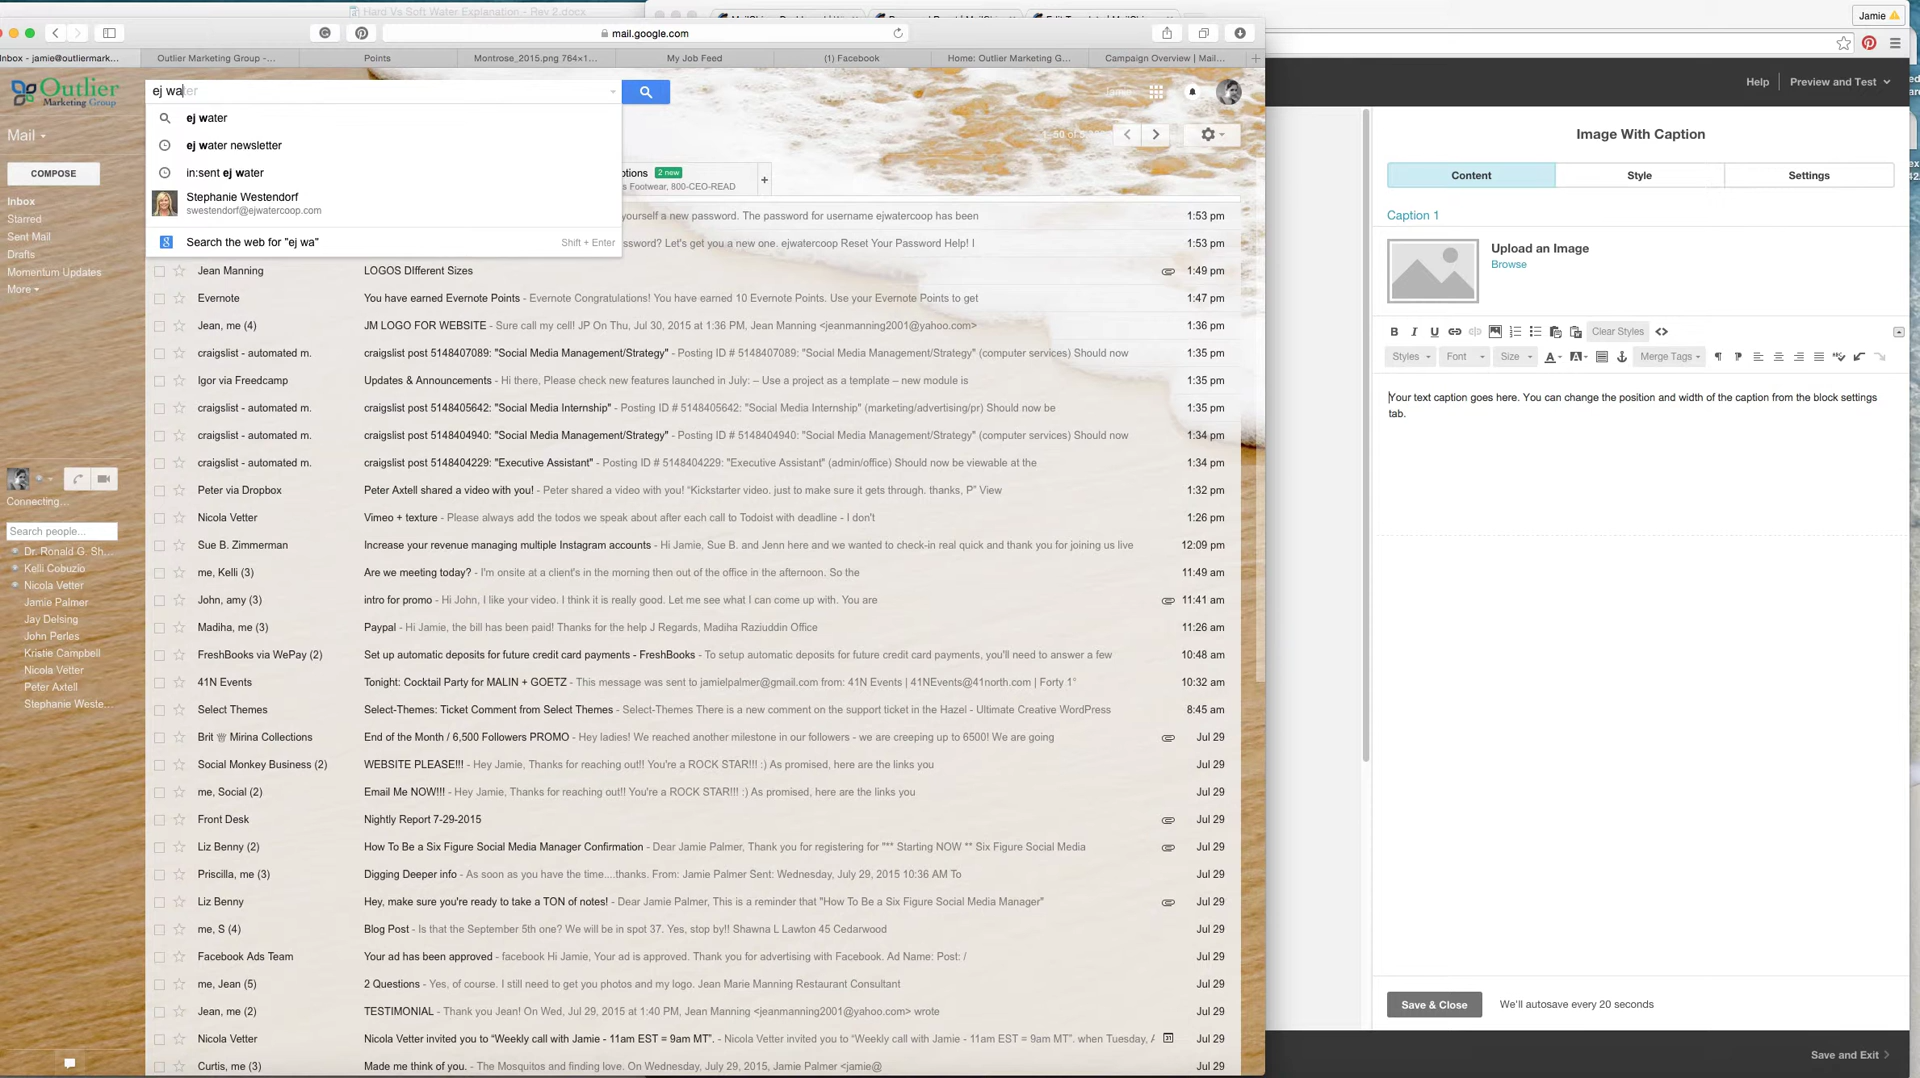 Hard Vs Soft Water Explanation - Rev 2.docx
Jamie
mail.google.com
Inbox - jamie@outliermark...
Outlier Marketing Group -...
Points
Montrose_2015.png 764×1...
My Job Feed
(1) Facebook
Home: Outlier Marketing G...
Campaign Overview | Mail...
Outlier
Marketing Group
ej water
Help
Preview and Test
Mail
ej water
ej water newsletter
in:sent ej water
Stephanie Westendorf
swestendorf@ejwatercoop.com
Search the web for "ej wa" Shift + Enter
COMPOSE
Inbox
Starred
Sent Mail
Drafts
Momentum Updates
More
2 new
s Footwear, 800-CEO-READ
yourself a new password. The password for username ejwatercoop has been 1:53 pm
ssword? Let's get you a new one. ejwatercoop Reset Your Password Help! I 1:53 pm
Jean Manning LOGOS DIfferent Sizes 1:49 pm
Evernote You have earned Evernote Points - Evernote Congratulations! You have earned 10 Evernote Points. Use your Evernote Points to get 1:47 pm
Jean, me (4) JM LOGO FOR WEBSITE - Sure call my cell! JP On Thu, Jul 30, 2015 at 1:36 PM, Jean Manning <jeanmanning2001@yahoo.com> 1:36 pm
craigslist - automated m. craigslist post 5148407089: "Social Media Management/Strategy" - Posting ID # 5148407089: "Social Media Management/Strategy" (computer services) Should now 1:35 pm
Igor via Freedcamp Updates & Announcements - Hi there, Please check new features launched in July: – Use a project as a template – new module is 1:35 pm
craigslist - automated m. craigslist post 5148405642: "Social Media Internship" - Posting ID # 5148405642: "Social Media Internship" (marketing/advertising/pr) Should now be 1:35 pm
craigslist - automated m. craigslist post 5148404940: "Social Media Management/Strategy" - Posting ID # 5148404940: "Social Media Management/Strategy" (computer services) Should now 1:34 pm
craigslist - automated m. craigslist post 5148404229: "Executive Assistant" - Posting ID # 5148404229: "Executive Assistant" (admin/office) Should now be viewable at the 1:34 pm
Peter via Dropbox Peter Axtell shared a video with you! - Peter shared a video with you! "Kickstarter video. just to make sure it gets through. thanks, P" View 1:32 pm
Nicola Vetter Vimeo + texture - Please always add the todos we speak about after each call to Todoist with deadline - I don't 1:26 pm
Sue B. Zimmerman Increase your revenue managing multiple Instagram accounts - Hi Jamie, Sue B. and Jenn here and we wanted to check-in real quick and thank you for joining us live 12:09 pm
me, Kelli (3) Are we meeting today? - I'm onsite at a client's in the morning then out of the office in the afternoon. So the 11:49 am
John, amy (3) intro for promo - Hi John, I like your video. I think it is really good. Let me see what I can come up with. You are 11:41 am
Madiha, me (3) Paypal - Hi Jamie, the bill has been paid! Thanks for the help J Regards, Madiha Raziuddin Office 11:26 am
FreshBooks via WePay (2) Set up automatic deposits for future credit card payments - FreshBooks - To setup automatic deposits for future credit card payments, you'll need to answer a few 10:48 am
41N Events Tonight: Cocktail Party for MALIN + GOETZ - This message was sent to jamielpalmer@gmail.com from: 41N Events | 41NEvents@41north.com | Forty 1° 10:32 am
Select Themes Select-Themes: Ticket Comment from Select Themes - Select-Themes There is a new comment on the support ticket in the Hazel - Ultimate Creative WordPress 8:45 am
Brit Mirina Collections End of the Month / 6,500 Followers PROMO - Hey ladies! We reached another milestone in our followers - we are creeping up to 6500! We are going Jul 29
Social Monkey Business (2) WEBSITE PLEASE!!! - Hey Jamie, Thanks for reaching out!! You're a ROCK STAR!!! :) As promised, here are the links you Jul 29
me, Social (2) Email Me NOW!!! - Hey Jamie, Thanks for reaching out!! You're a ROCK STAR!!! :) As promised, here are the links you Jul 29
Front Desk Nightly Report 7-29-2015 Jul 29
Liz Benny (2) How To Be a Six Figure Social Media Manager Confirmation - Dear Jamie Palmer, Thank you for registering for "** Starting NOW ** Six Figure Social Media Jul 29
Priscilla, me (3) Digging Deeper info - As soon as you have the time....thanks. From: Jamie Palmer Sent: Wednesday, July 29, 2015 10:36 AM To Jul 29
Liz Benny Hey, make sure you're ready to take a TON of notes! - Dear Jamie Palmer, This is a reminder that "How To Be a Six Figure Social Media Manager" Jul 29
me, S (4) Blog Post - Is that the September 5th one? We will be in spot 37. Yes, stop by!! Shawna L Lawton 45 Cedarwood Jul 29
Facebook Ads Team Your ad has been approved - facebook Hi Jamie, Your ad is approved. Thank you for advertising with Facebook. Ad Name: Post: / Jul 29
me, Jean (5) 2 Questions - Yes, of course. I still need to get you photos and my logo. Jean Marie Manning Restaurant Consultant Jul 29
Jean, me (2) TESTIMONIAL - Thank you Jean! On Wed, Jul 29, 2015 at 1:40 PM, Jean Manning <jeanmanning2001@yahoo.com> wrote Jul 29
Nicola Vetter Nicola Vetter invited you to "Weekly call with Jamie - 11am EST = 9am MT". - Nicola Vetter invited you to "Weekly call with Jamie - 11am EST = 9am MT". when Tuesday, A Jul 29
Curtis, me (3) Made me think of you. - The Mosquitos and finding love. On Wednesday, July 29, 2015, Jamie Palmer <jamie@ Jul 29
Connecting...
Search people...
Dr. Ronald G. Sh...
Kelli Cobuzio
Nicola Vetter
Jamie Palmer
Jay Delsing
John Perles
Kristie Campbell
Nicola Vetter
Peter Axtell
Stephanie Weste...
Image With Caption
Content Style Settings
Caption 1
Upload an Image
Browse
B I U Clear Styles
Styles Font Size A A Merge Tags
Your text caption goes here. You can change the position and width of the caption from the block settings
tab.
Save & Close We'll autosave every 20 seconds
Save and Exit